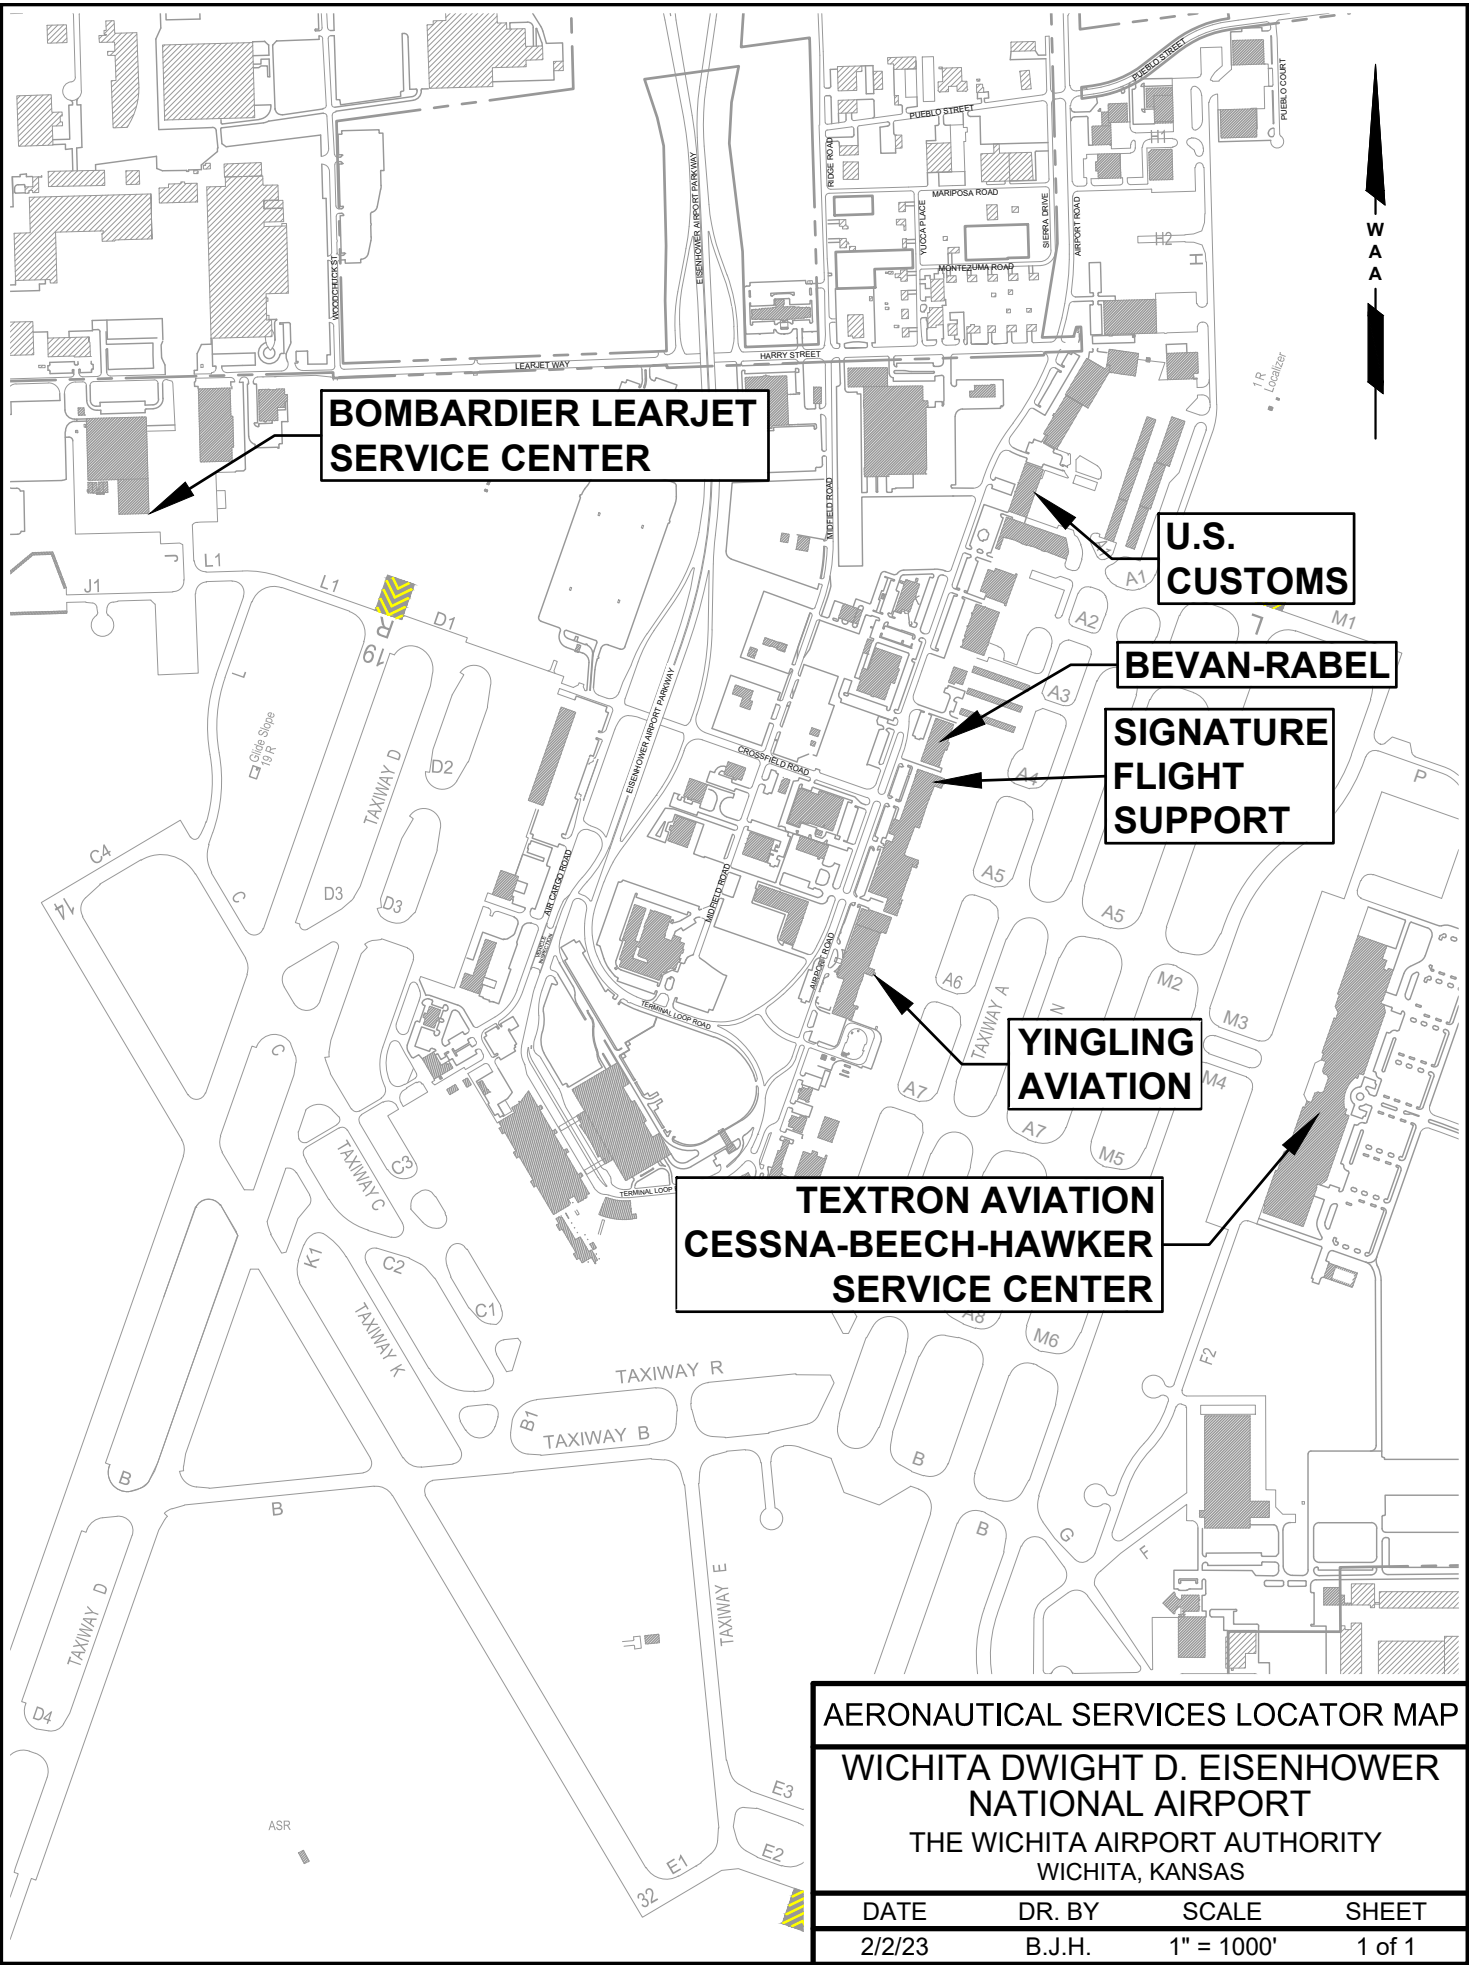 PUEBLO STREET
PUEBLO COURT
PUEBLO STREET
RIDGE ROAD
H1
EISENHOWER AIRPORT PARKWAY
MARIPOSA ROAD
YUCCA PLACE
SIERRA DRIVE
AIRPORT ROAD
H2
H
W
A
A
MONTEZUMA ROAD
WOODCHUCK ST
HARRY STREET
LEARJET WAY
1 R
Localizer
BOMBARDIER LEARJET
SERVICE CENTER
MIDFIELD ROAD
U.S.
CUSTOMS
J
L1
J1
L1
D1
A1
A1
A2
L
M1
19
R
L
BEVAN-RABEL
A3
Glide Slope
19 R
TAXIWAY D
D2
EISENHOWER AIRPORT PARKWAY
CROSSFIELD ROAD
SIGNATURE
FLIGHT
SUPPORT
A4
P
C4
14
C
D3
D3
AIR CARGO ROAD
MIDFIELD ROAD
A5
A5
VEHICLE
INSPECTION
AIRPORT ROAD
A6
TAXIWAY A
N
M2
M3
TERMINAL LOOP ROAD
YINGLING
AVIATION
C
A7
A7
M4
M5
TAXIWAY C
C3
TERMINAL LOOP
TEXTRON AVIATION
CESSNA-BEECH-HAWKER
SERVICE CENTER
K1
C2
C1
TAXIWAY K
A8
M6
F2
TAXIWAY R
B1
TAXIWAY B
B
B
B
B
G
F
TAXIWAY E
TAXIWAY D
D4
E3
E2
E1
32
ASR
AERONAUTICAL SERVICES LOCATOR MAP
WICHITA DWIGHT D. EISENHOWER
NATIONAL AIRPORT
THE WICHITA AIRPORT AUTHORITY
WICHITA, KANSAS
DATE DR. BY SCALE SHEET
2/2/23 B.J.H. 1" = 1000' 1 of 1